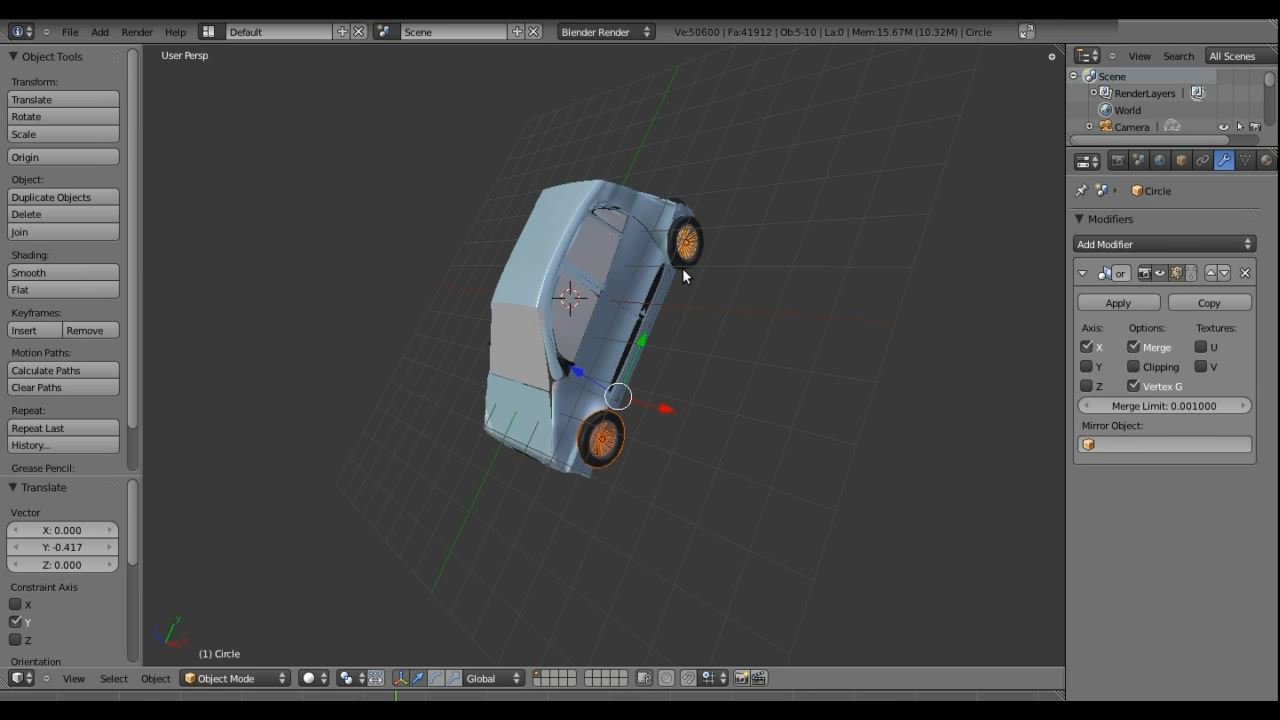 File Add Render Help Default Scene Blender Render Ve:50600 | Fa:41912 | Ob:5-10 | La:0 | Mem:15.67M (10.32M) | Circle
Object Tools
Transform:
Translate
Rotate
Scale
Origin
Object:
Duplicate Objects
Delete
Join
Shading:
Smooth
Flat
Keyframes:
Insert Remove
Motion Paths:
Calculate Paths
Clear Paths
Repeat:
Repeat Last
History...
Grease Pencil:
Translate
Vector
X: 0.000
Y: -0.417
Z: 0.000
Constraint Axis
X
Y
Z
Orientation
User Persp
y
(1) Circle
View Select Object Object Mode Global
View Search All Scenes
Scene
RenderLayers |
World
Camera |
Circle
Modifiers
Add Modifier
or
Apply Copy
Axis: Options: Textures:
X Merge U
Y Clipping V
Z Vertex G
Merge Limit: 0.001000
Mirror Object: